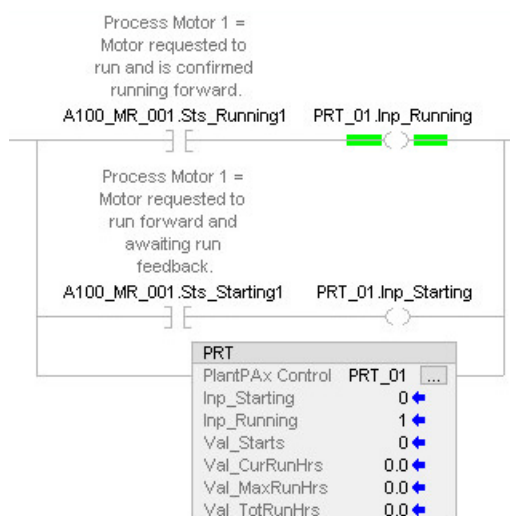 Process Motor 1 =
Motor requested to
run and is confirmed
running forward.
A100_MR_001.Sts_Running1 PRT_01.Inp_Running
Process Motor 1 =
Motor requested to
run forward and
awaiting run
feedback.
A100_MR_001.Sts_Starting1 PRT_01.Inp_Starting
PRT
PlantPAx Control PRT_01 ...
Inp_Starting 0
Inp_Running 1
Val_Starts 0
Val_CurRunHrs 0.0
Val_MaxRunHrs 0.0
Val_TotRunHrs 0.0